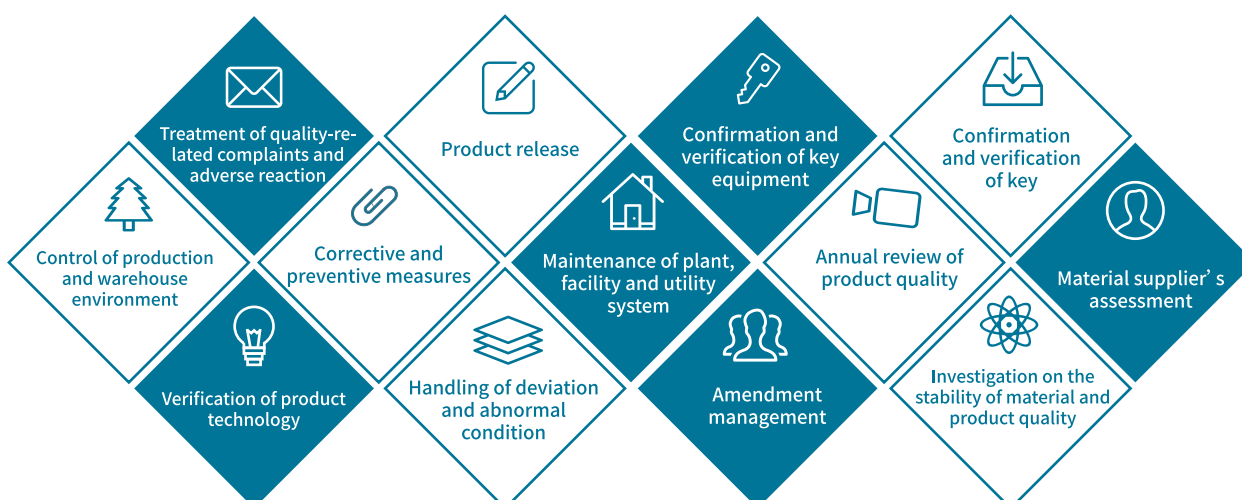 Treatment of quality-re-
lated complaints and
adverse reaction
Product release
Confirmation and
verification of key
equipment
Confirmation
and verification
of key
Control of production
and warehouse
environment
Corrective and
preventive measures
Maintenance of plant,
facility and utility
system
Annual review of
product quality
Material supplier’s
assessment
Verification of product
technology
Handling of deviation
and abnormal
condition
Amendment
management
Investigation on the
stability of material and
product quality